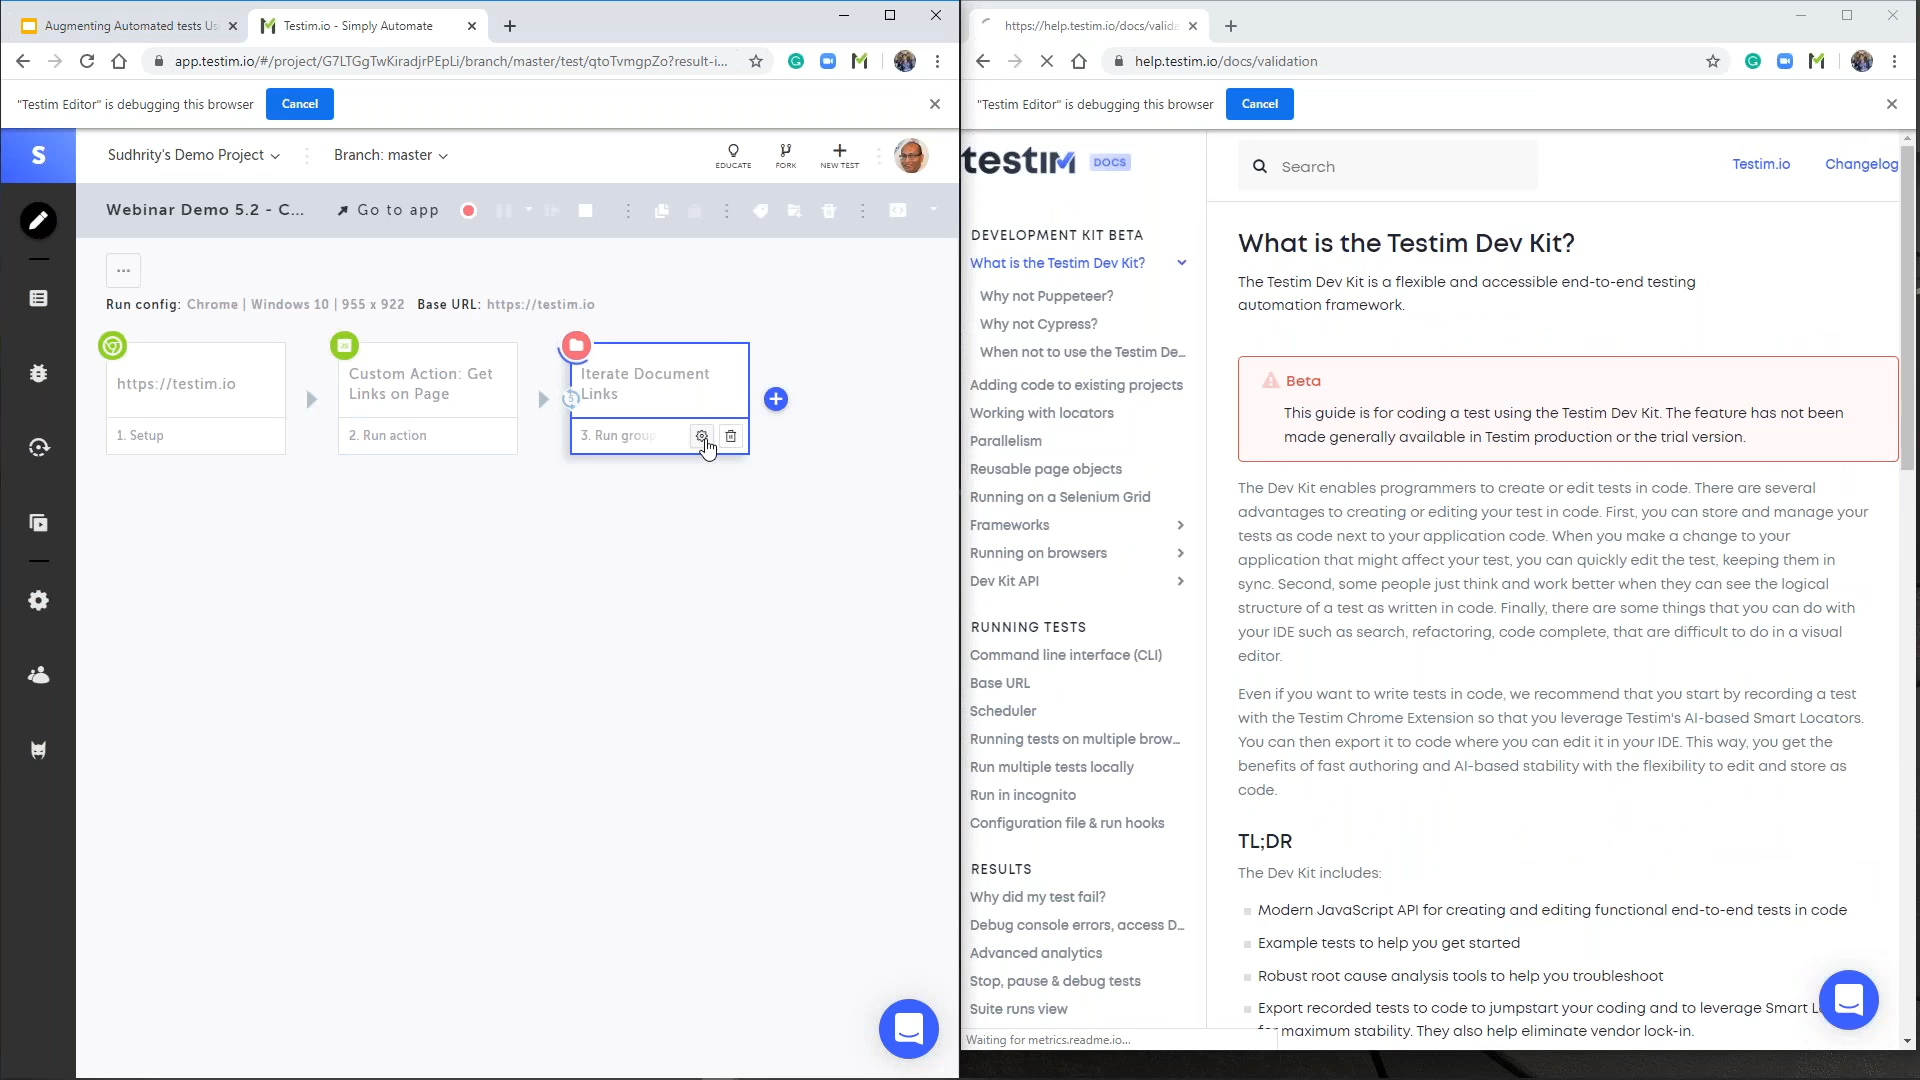 Augmenting Automated tests Us
Testim.io - Simply Automate
app.testim.io/#/project/G7LTGgTwKiradjrPEpLi/branch/master/test/qtoTvmgpZo?result-i...
"Testim Editor" is debugging this browser
Cancel
S
Sudhrity's Demo Project
Branch: master
EDUCATE
FORK
NEW TEST
Webinar Demo 5.2 - C...
Go to app
...
Run config: Chrome | Windows 10 | 955 x 922 Base URL: https://testim.io
https://testim.io
1. Setup
JS
Custom Action: Get
Links on Page
2. Run action
5
Iterate Document
Links
3. Run group
https://help.testim.io/docs/valida
help.testim.io/docs/validation
"Testim Editor" is debugging this browser
Cancel
testim
DOCS
Search
Testim.io
Changelog
DEVELOPMENT KIT BETA
What is the Testim Dev Kit?
Why not Puppeteer?
Why not Cypress?
When not to use the Testim De...
Adding code to existing projects
Working with locators
Parallelism
Reusable page objects
Running on a Selenium Grid
Frameworks
Running on browsers
Dev Kit API
RUNNING TESTS
Command line interface (CLI)
Base URL
Scheduler
Running tests on multiple brow...
Run multiple tests locally
Run in incognito
Configuration file & run hooks
RESULTS
Why did my test fail?
Debug console errors, access D...
Advanced analytics
Stop, pause & debug tests
Suite runs view
Waiting for metrics.readme.io...
What is the Testim Dev Kit?
The Testim Dev Kit is a flexible and accessible end-to-end testing
automation framework.
Beta
This guide is for coding a test using the Testim Dev Kit. The feature has not been
made generally available in Testim production or the trial version.
The Dev Kit enables programmers to create or edit tests in code. There are several
advantages to creating or editing your test in code. First, you can store and manage your
tests as code next to your application code. When you make a change to your
application that might affect your test, you can quickly edit the test, keeping them in
sync. Second, some people just think and work better when they can see the logical
structure of a test as written in code. Finally, there are some things that you can do with
your IDE such as search, refactoring, code complete, that are difficult to do in a visual
editor.
Even if you want to write tests in code, we recommend that you start by recording a test
with the Testim Chrome Extension so that you leverage Testim's AI-based Smart Locators.
You can then export it to code where you can edit it in your IDE. This way, you get the
benefits of fast authoring and AI-based stability with the flexibility to edit and store as
code.
TL;DR
The Dev Kit includes:
Modern JavaScript API for creating and editing functional end-to-end tests in code
Example tests to help you get started
Robust root cause analysis tools to help you troubleshoot
Export recorded tests to code to jumpstart your coding and to leverage Smart L
for maximum stability. They also help eliminate vendor lock-in.